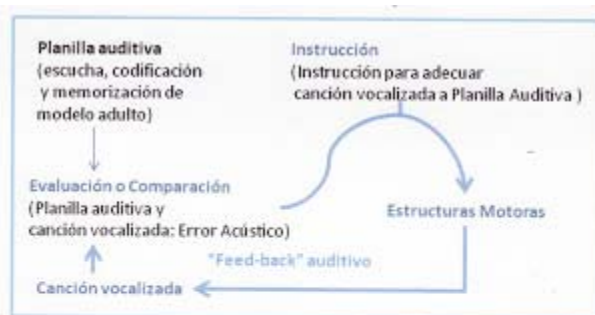 Planilla auditiva
(escucha, codificación
y memorización de
modelo adulto)
Instrucción
(Instrucción para adecuar
canción vocalizada a Planilla Auditiva )
Evaluación o Comparación
(Planilla auditiva y
canción vocalizada: Error Acústico)
Estructuras Motoras
"Feed-back" auditivo
Canción vocalizada